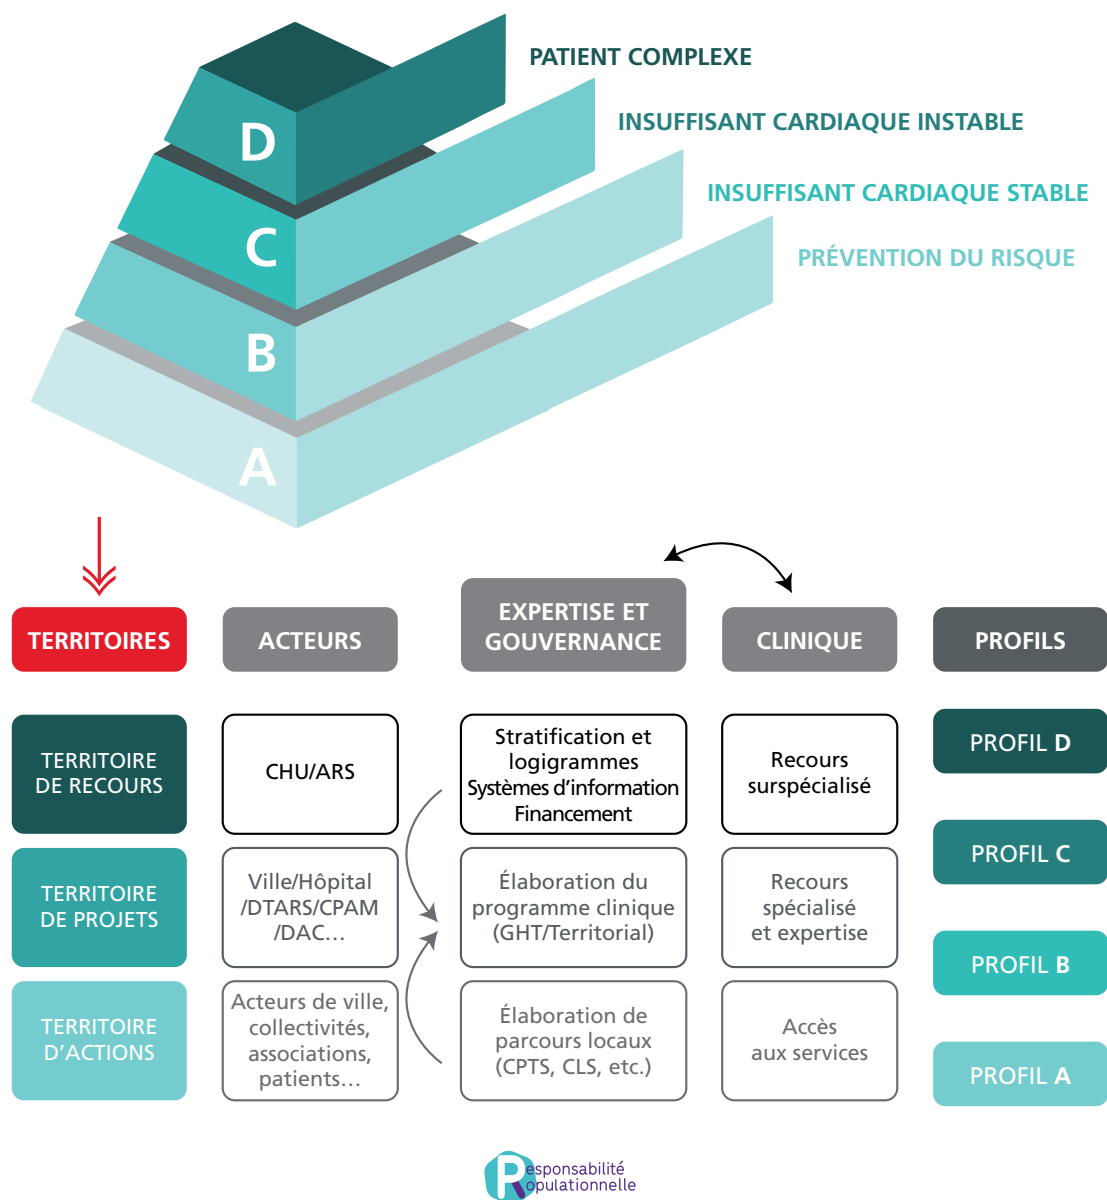 PATIENT COMPLEXE
D
INSUFFISANT CARDIAQUE INSTABLE
C
INSUFFISANT CARDIAQUE STABLE
B
PRÉVENTION DU RISQUE
A
TERRITOIRES
ACTEURS
EXPERTISE ET
GOUVERNANCE
CLINIQUE
PROFILS
TERRITOIRE
DE RECOURS
CHU/ARS
Stratification et
logigrammes
Systèmes d’information
Financement
Recours
surspécialisé
PROFIL D
TERRITOIRE
DE PROJETS
Ville/Hôpital
/DTARS/CPAM
/DAC…
Élaboration du
programme clinique
(GHT/Territorial)
Recours
spécialisé
et expertise
PROFIL C
PROFIL B
TERRITOIRE
D’ACTIONS
Acteurs de ville,
collectivités,
associations,
patients…
Élaboration de
parcours locaux
(CPTS, CLS, etc.)
Accès
aux services
PROFIL A
Responsabilité
Populationnelle